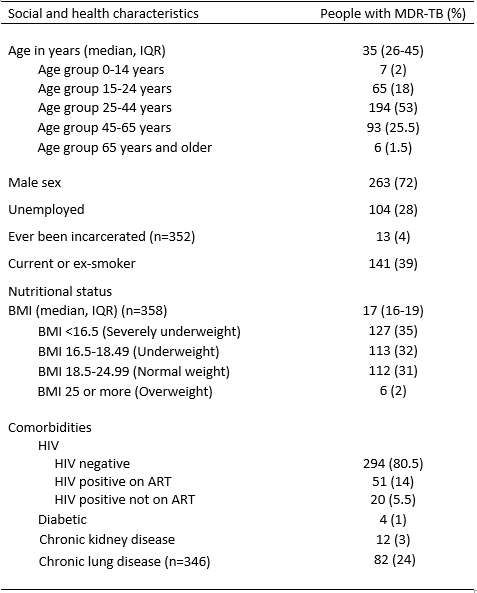 Social and health characteristics People with MDR-TB (%)
Age in years (median, IQR) 35 (26-45)
Age group 0-14 years 7 (2)
Age group 15-24 years 65 (18)
Age group 25-44 years 194 (53)
Age group 45-65 years 93 (25.5)
Age group 65 years and older 6 (1.5)
Male sex 263 (72)
Unemployed 104 (28)
Ever been incarcerated (n=352) 13 (4)
Current or ex-smoker 141 (39)
Nutritional status
BMI (median, IQR) (n=358) 17 (16-19)
BMI <16.5 (Severely underweight) 127 (35)
BMI 16.5-18.49 (Underweight) 113 (32)
BMI 18.5-24.99 (Normal weight) 112 (31)
BMI 25 or more (Overweight) 6 (2)
Comorbidities
HIV
HIV negative 294 (80.5)
HIV positive on ART 51 (14)
HIV positive not on ART 20 (5.5)
Diabetic 4 (1)
Chronic kidney disease 12 (3)
Chronic lung disease (n=346) 82 (24)